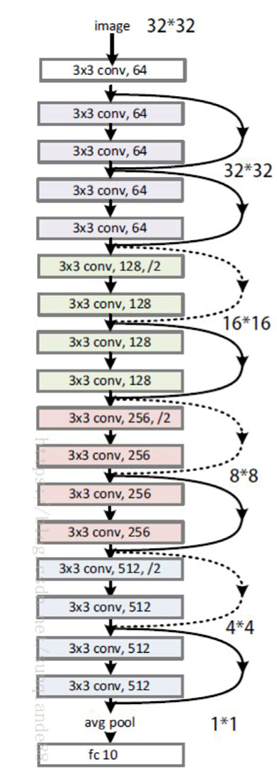 image 32*32
3x3 conv, 64
3x3 conv, 64
3x3 conv, 64
32*32
3x3 conv, 64
3x3 conv, 64
3x3 conv, 128, /2
3x3 conv, 128
16*16
3x3 conv, 128
3x3 conv, 128
3x3 conv, 256, /2
3x3 conv, 256
8*8
3x3 conv, 256
3x3 conv, 256
3x3 conv, 512, /2
3x3 conv, 512
4*4
3x3 conv, 512
3x3 conv, 512
avg pool 1*1
fc 10